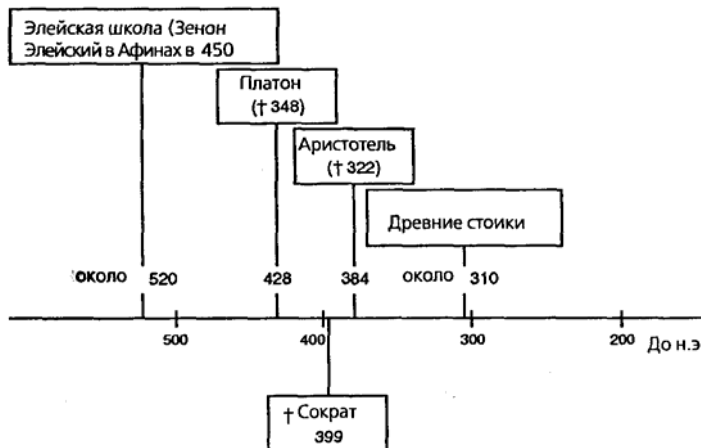 Элейская школа (Зенон
Элейский в Афинах в 450
Платон
(† 348)
Аристотель
(† 322)
Древние стоики
около 520
428
384
около 310
500
400
300
200
До н.э
† Сократ
399